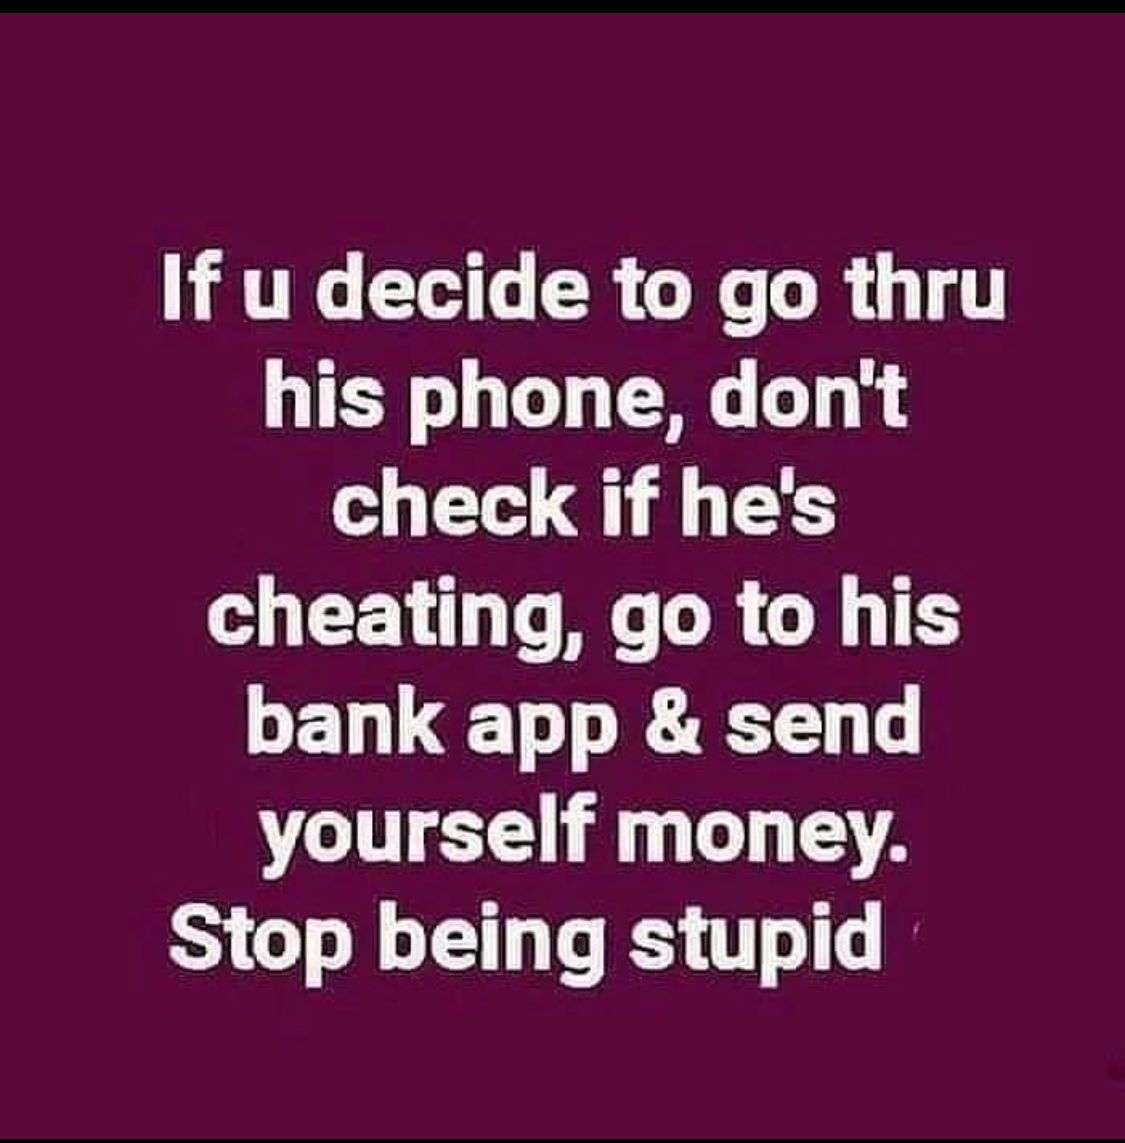 If u decide to go thru
his phone, don't
check if he's
cheating, go to his
bank app & send
yourself money.
Stop being stupid